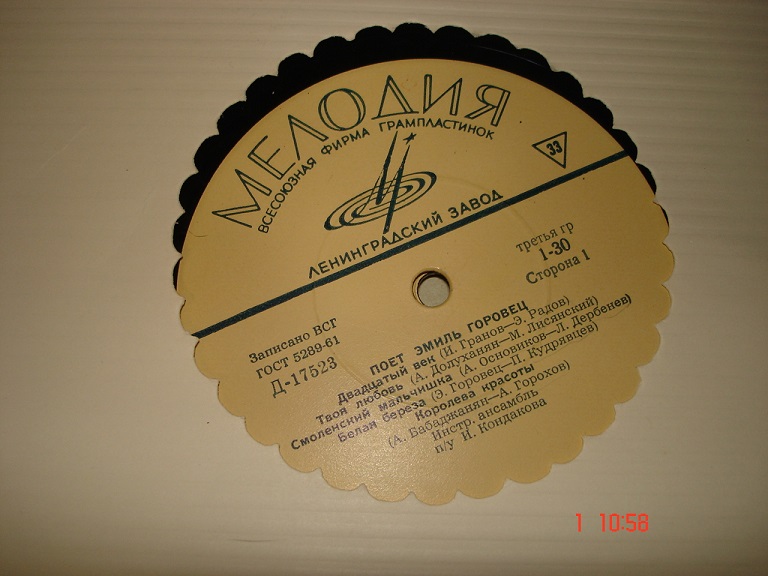 МЕЛОДИЯ
ВСЕСОЮЗНАЯ ФИРМА ГРАМПЛАСТИНОК
33
ЛЕНИНГРАДСКИЙ ЗАВОД
третья гр
1-30
Сторона 1
Записано ВСГ
ГОСТ 5289-61
Д-17523
ПОЕТ ЭМИЛЬ ГОРОВЕЦ
Двадцатый век (И. Гранов—Э. Радов)
Твоя любовь (А. Долуханян—М. Лисянский)
Смоленский мальчишка (А. Основиков—Л. Дербенев)
Белая береза (Э. Горовец—П. Кудрявцев)
Королева красоты
(А. Бабаджанян—А. Горохов)
Инстр. ансамбль
п/у И. Кондакова
1 10:58